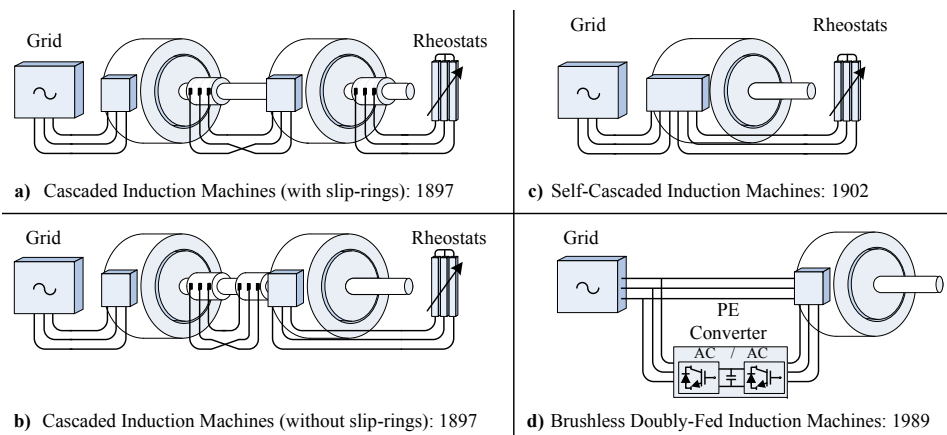 Grid
Rheostats
a) Cascaded Induction Machines (with slip-rings): 1897
Grid
Rheostats
b) Cascaded Induction Machines (without slip-rings): 1897
Grid
Rheostats
c) Self-Cascaded Induction Machines: 1902
Grid
PE
Converter
AC / AC
d) Brushless Doubly-Fed Induction Machines: 1989